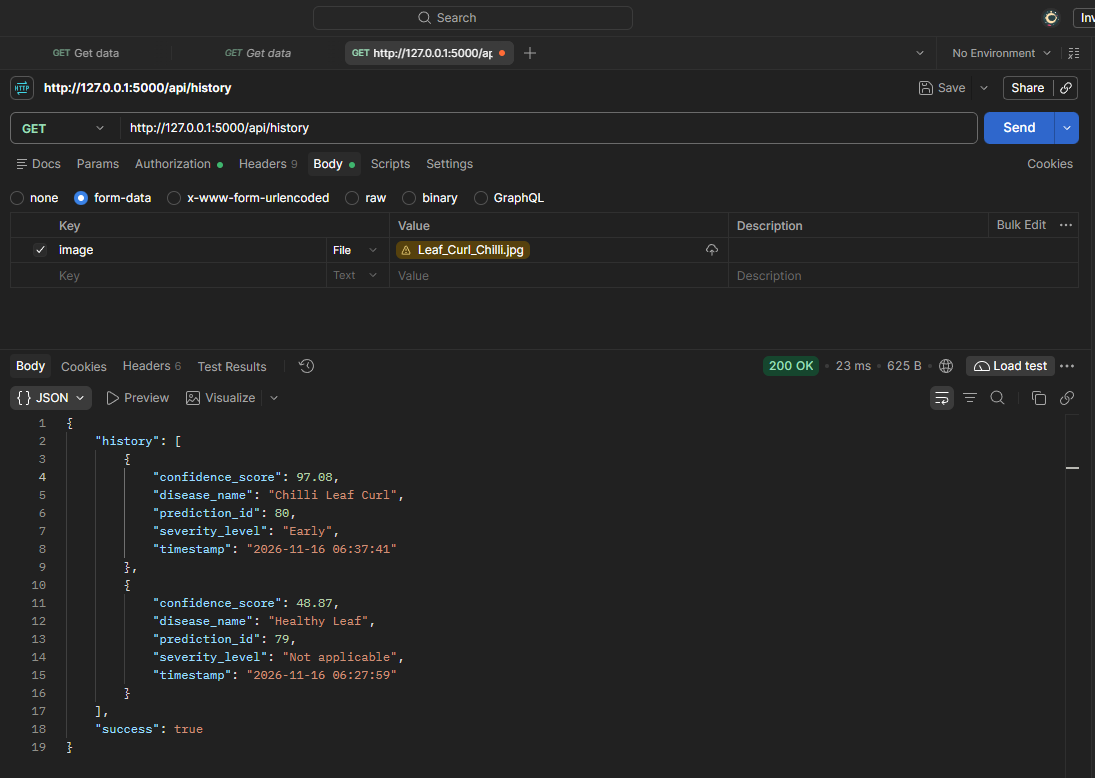 Search
Inv
GET Get data
GET Get data
GET http://127.0.0.1:5000/ap
No Environment
HTTP http://127.0.0.1:5000/api/history
Save
Share
GET http://127.0.0.1:5000/api/history
Send
Docs Params Authorization Headers 9 Body Scripts Settings Cookies
none form-data x-www-form-urlencoded raw binary GraphQL
Key Value Description Bulk Edit
image File Leaf_Curl_Chilli.jpg
Key Text Value Description
Body Cookies Headers 6 Test Results 200 OK 23 ms 625 B Load test
{} JSON Preview Visualize
1 {
2 "history": [
3 {
4 "confidence_score": 97.08,
5 "disease_name": "Chilli Leaf Curl",
6 "prediction_id": 80,
7 "severity_level": "Early",
8 "timestamp": "2026-11-16 06:37:41"
9 },
10 {
11 "confidence_score": 48.87,
12 "disease_name": "Healthy Leaf",
13 "prediction_id": 79,
14 "severity_level": "Not applicable",
15 "timestamp": "2026-11-16 06:27:59"
16 }
17 ],
18 "success": true
19 }